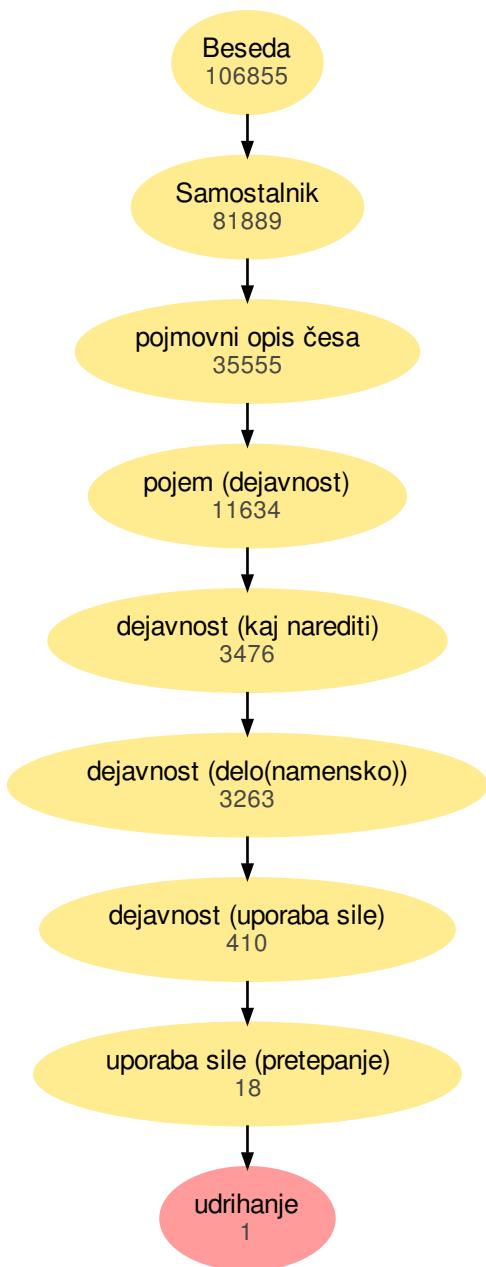 Beseda
106855
Samostalnik
81889
pojmovni opis česa
35555
pojem (dejavnost)
11634
dejavnost (kaj narediti)
3476
dejavnost (delo(namensko))
3263
dejavnost (uporaba sile)
410
uporaba sile (pretepanje)
18
udrihanje
1